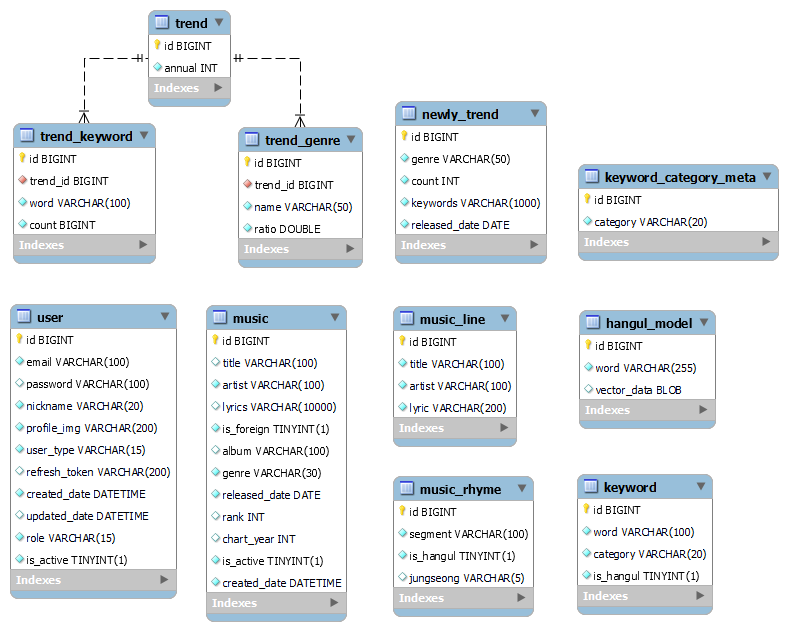 trend
id BIGINT
annual INT
Indexes
trend_keyword
id BIGINT
trend_id BIGINT
word VARCHAR(100)
count BIGINT
Indexes
trend_genre
id BIGINT
trend_id BIGINT
name VARCHAR(50)
ratio DOUBLE
Indexes
newly_trend
id BIGINT
genre VARCHAR(50)
count INT
keywords VARCHAR(1000)
released_date DATE
Indexes
keyword_category_meta
id BIGINT
category VARCHAR(20)
Indexes
user
id BIGINT
email VARCHAR(100)
password VARCHAR(100)
nickname VARCHAR(20)
profile_img VARCHAR(200)
user_type VARCHAR(15)
refresh_token VARCHAR(200)
created_date DATETIME
updated_date DATETIME
role VARCHAR(15)
is_active TINYINT(1)
Indexes
music
id BIGINT
title VARCHAR(100)
artist VARCHAR(100)
lyrics VARCHAR(10000)
is_foreign TINYINT(1)
album VARCHAR(100)
genre VARCHAR(30)
released_date DATE
rank INT
chart_year INT
is_active TINYINT(1)
created_date DATETIME
Indexes
music_line
id BIGINT
title VARCHAR(100)
artist VARCHAR(100)
lyric VARCHAR(200)
Indexes
hangul_model
id BIGINT
word VARCHAR(255)
vector_data BLOB
Indexes
music_rhyme
id BIGINT
segment VARCHAR(100)
is_hangul TINYINT(1)
jungseong VARCHAR(5)
Indexes
keyword
id BIGINT
word VARCHAR(100)
category VARCHAR(20)
is_hangul TINYINT(1)
Indexes